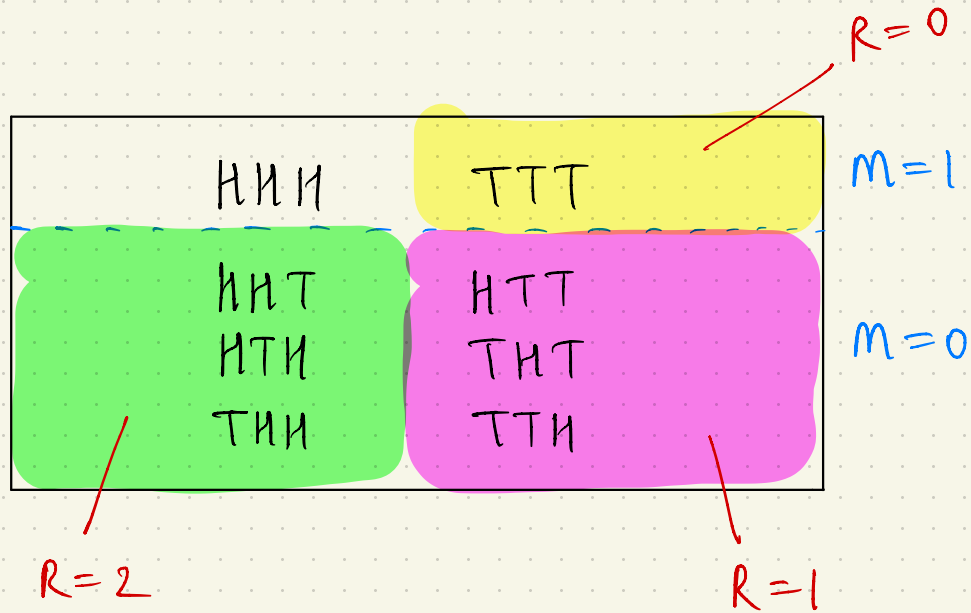 R = 0
HHH TTT M = 1
HHT HTT
HTH THT M = 0
THH TTH
R = 2 R = 1